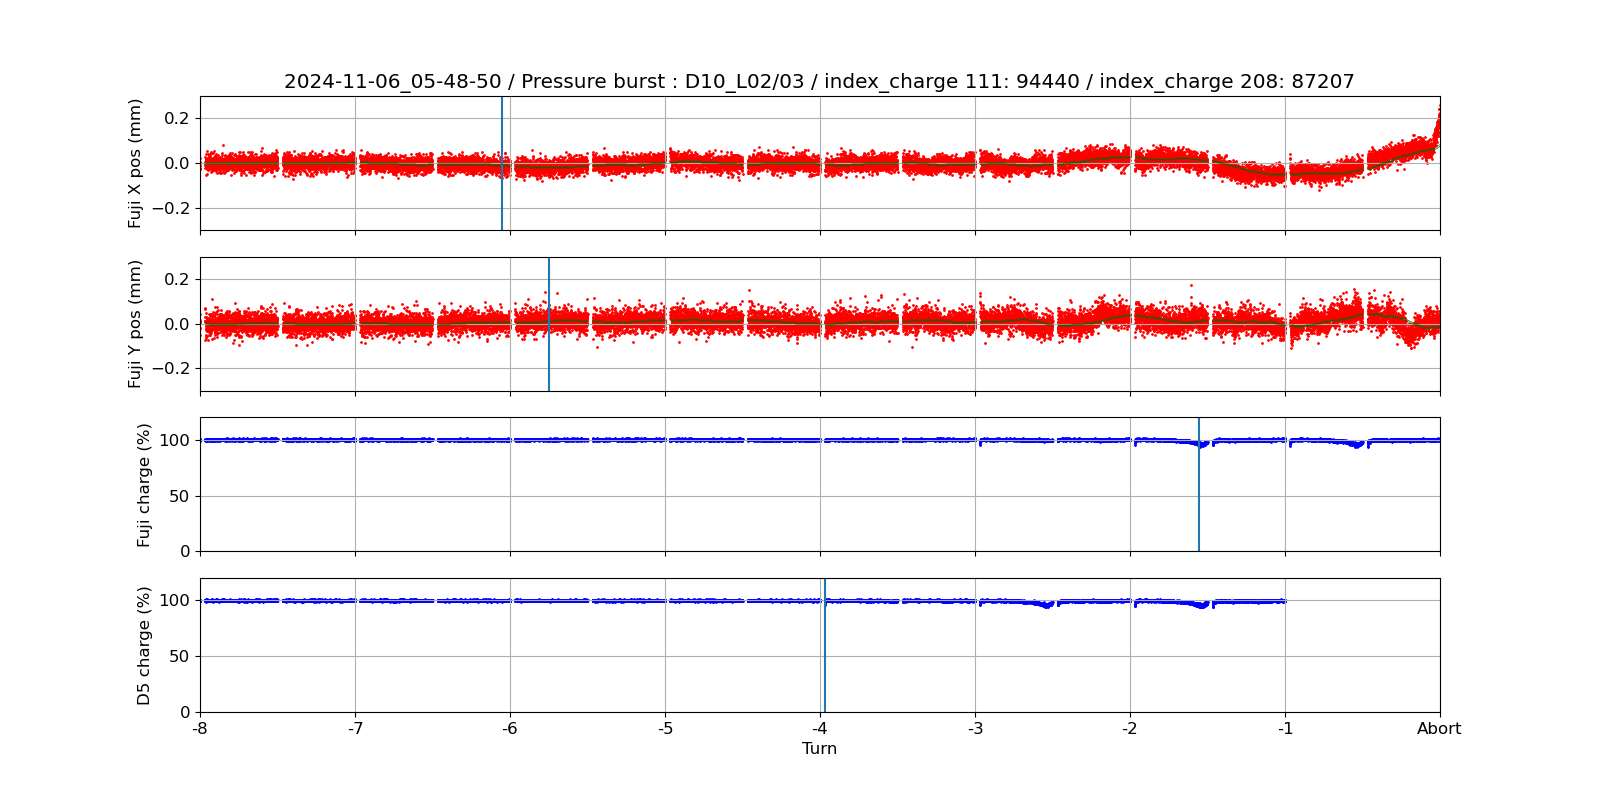 2024-11-06_05-48-50 / Pressure burst : D10_L02/03 / index_charge 111: 94440 / index_charge 208: 87207
Fuji X pos (mm)
0.2
0.0
−0.2
Fuji Y pos (mm)
0.2
0.0
−0.2
Fuji charge (%)
100
50
0
D5 charge (%)
100
50
0
-8 -7 -6 -5 -4 -3 -2 -1 Abort
Turn